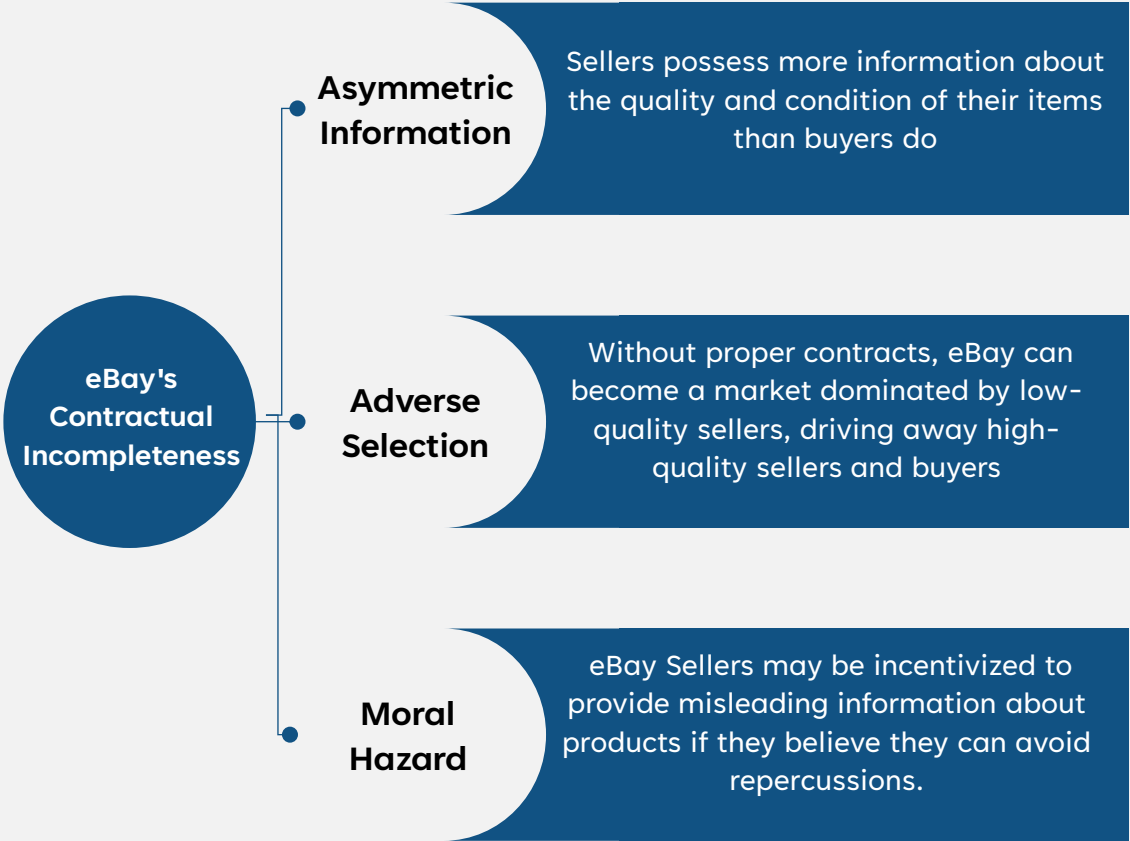 Asymmetric
Information
Sellers possess more information about
the quality and condition of their items
than buyers do
eBay's
Contractual
Incompleteness
Adverse
Selection
Without proper contracts, eBay can
become a market dominated by low-
quality sellers, driving away high-
quality sellers and buyers
Moral
Hazard
eBay Sellers may be incentivized to
provide misleading information about
products if they believe they can avoid
repercussions.